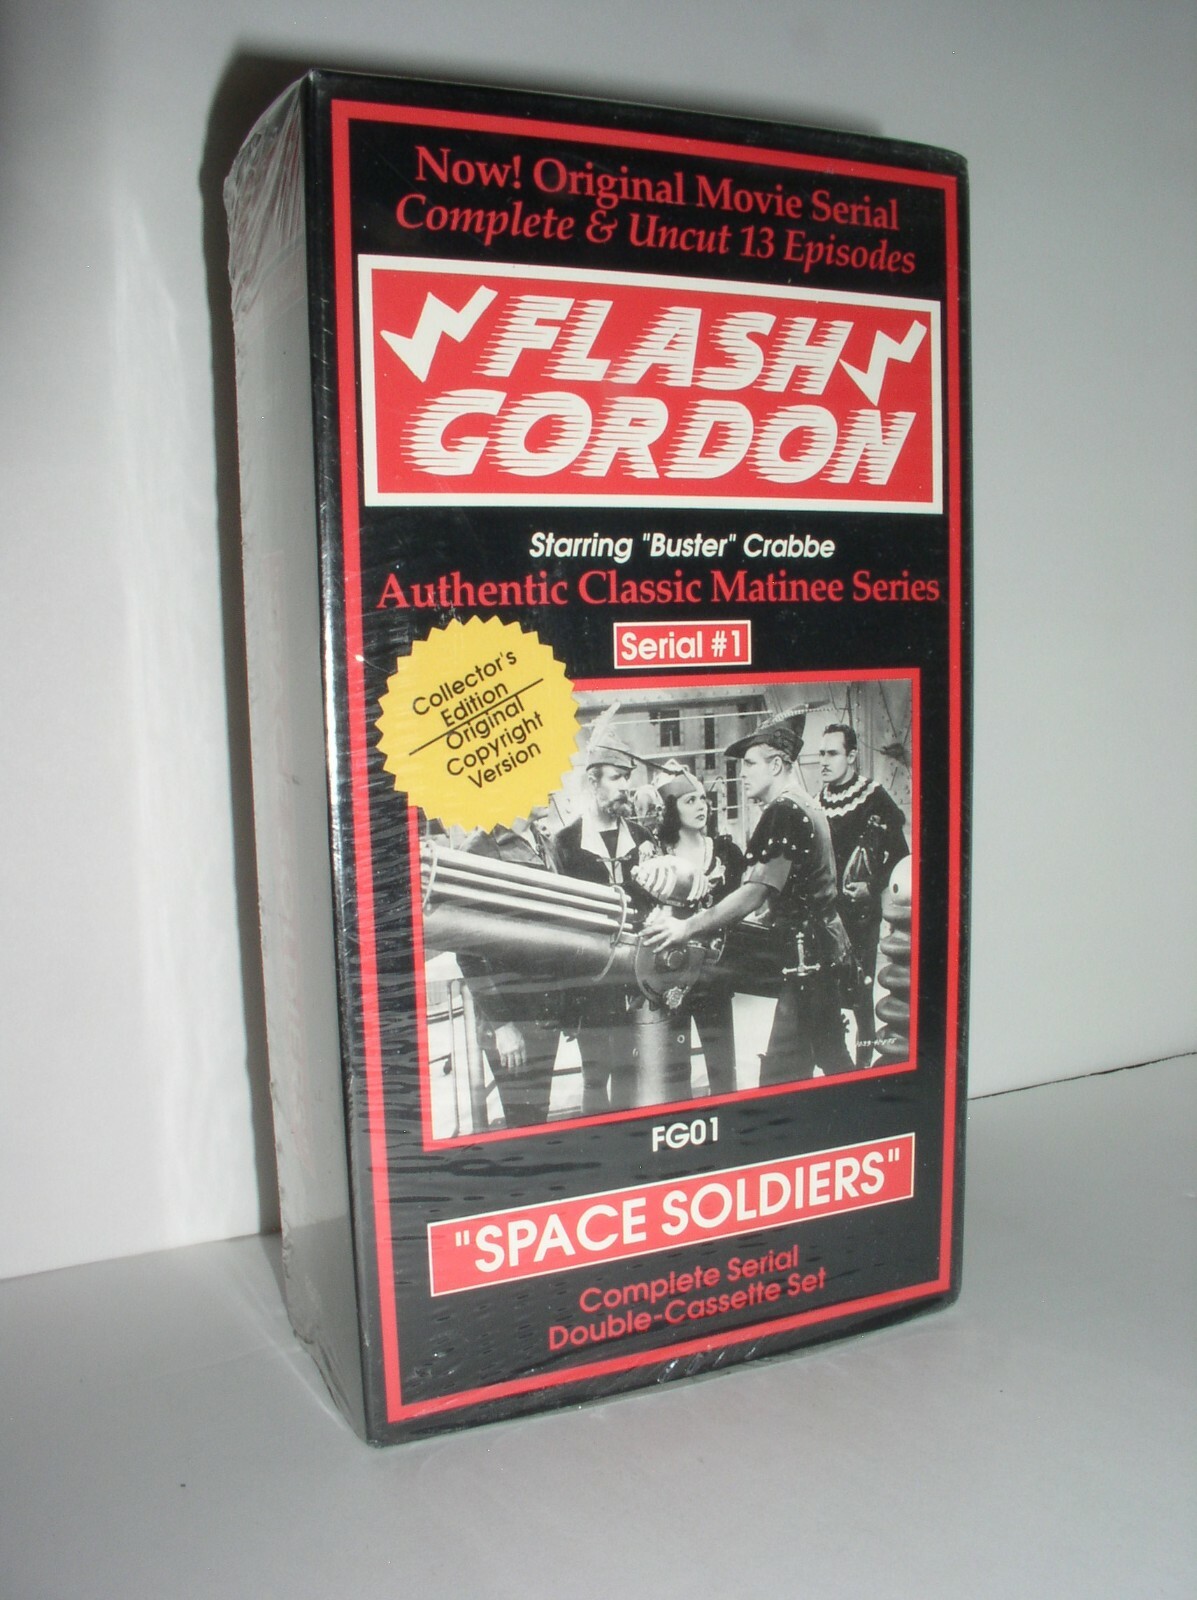 Now! Original Movie Serial
Complete & Uncut 13 Episodes
FLASH
GORDON
Starring "Buster" Crabbe
Authentic Classic Matinee Series
Serial #1
Collector's
Edition
Original
Copyright
Version
FG01
"SPACE SOLDIERS"
Complete Serial
Double-Cassette Set